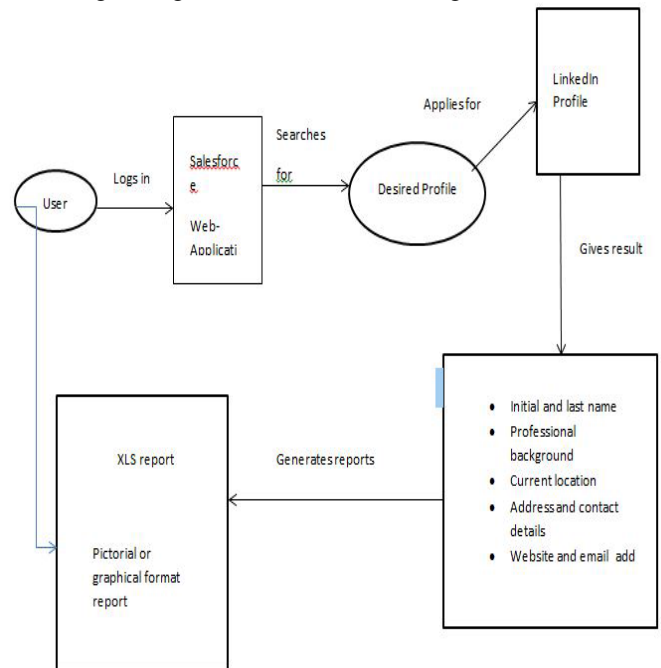 LinkedIn
Profile
Applies for
Searches
for
Salesforc
e
Web-
Applicati
Logs in
User
Desired Profile
Gives result
• Initial and last name
• Professional
background
• Current location
• Address and contact
details
• Website and email add
Generates reports
XLS report
Pictorial or
graphical format
report